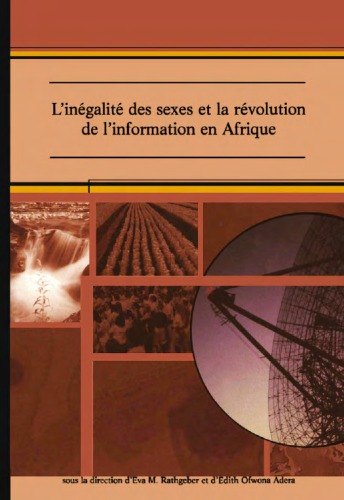 L'inégalité des sexes et la révolution
de l'information en Afrique
sous la direction d'Eva M. Rathgeber et d'Edith Ofwona Adera